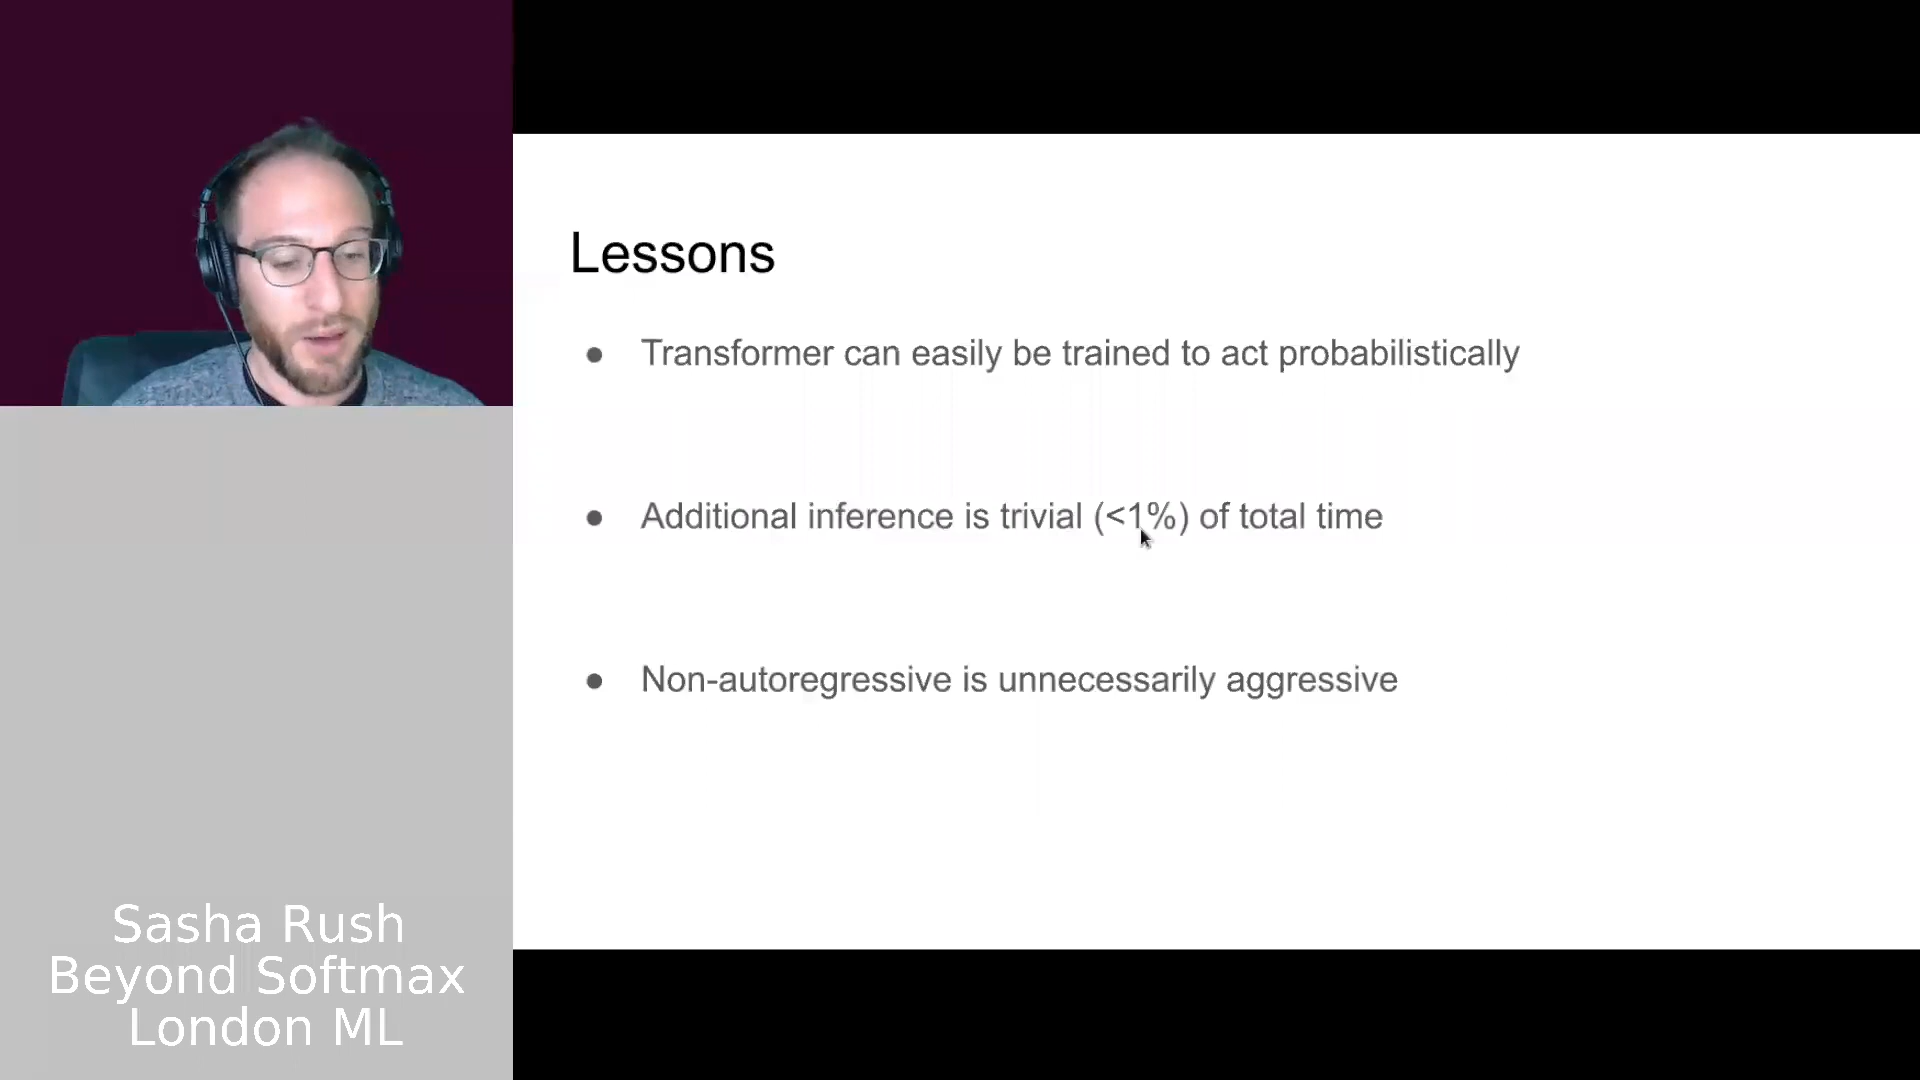 Lessons
● Transformer can easily be trained to act probabilistically
● Additional inference is trivial (<1%) of total time
● Non-autoregressive is unnecessarily aggressive
Sasha Rush
Beyond Softmax
London ML